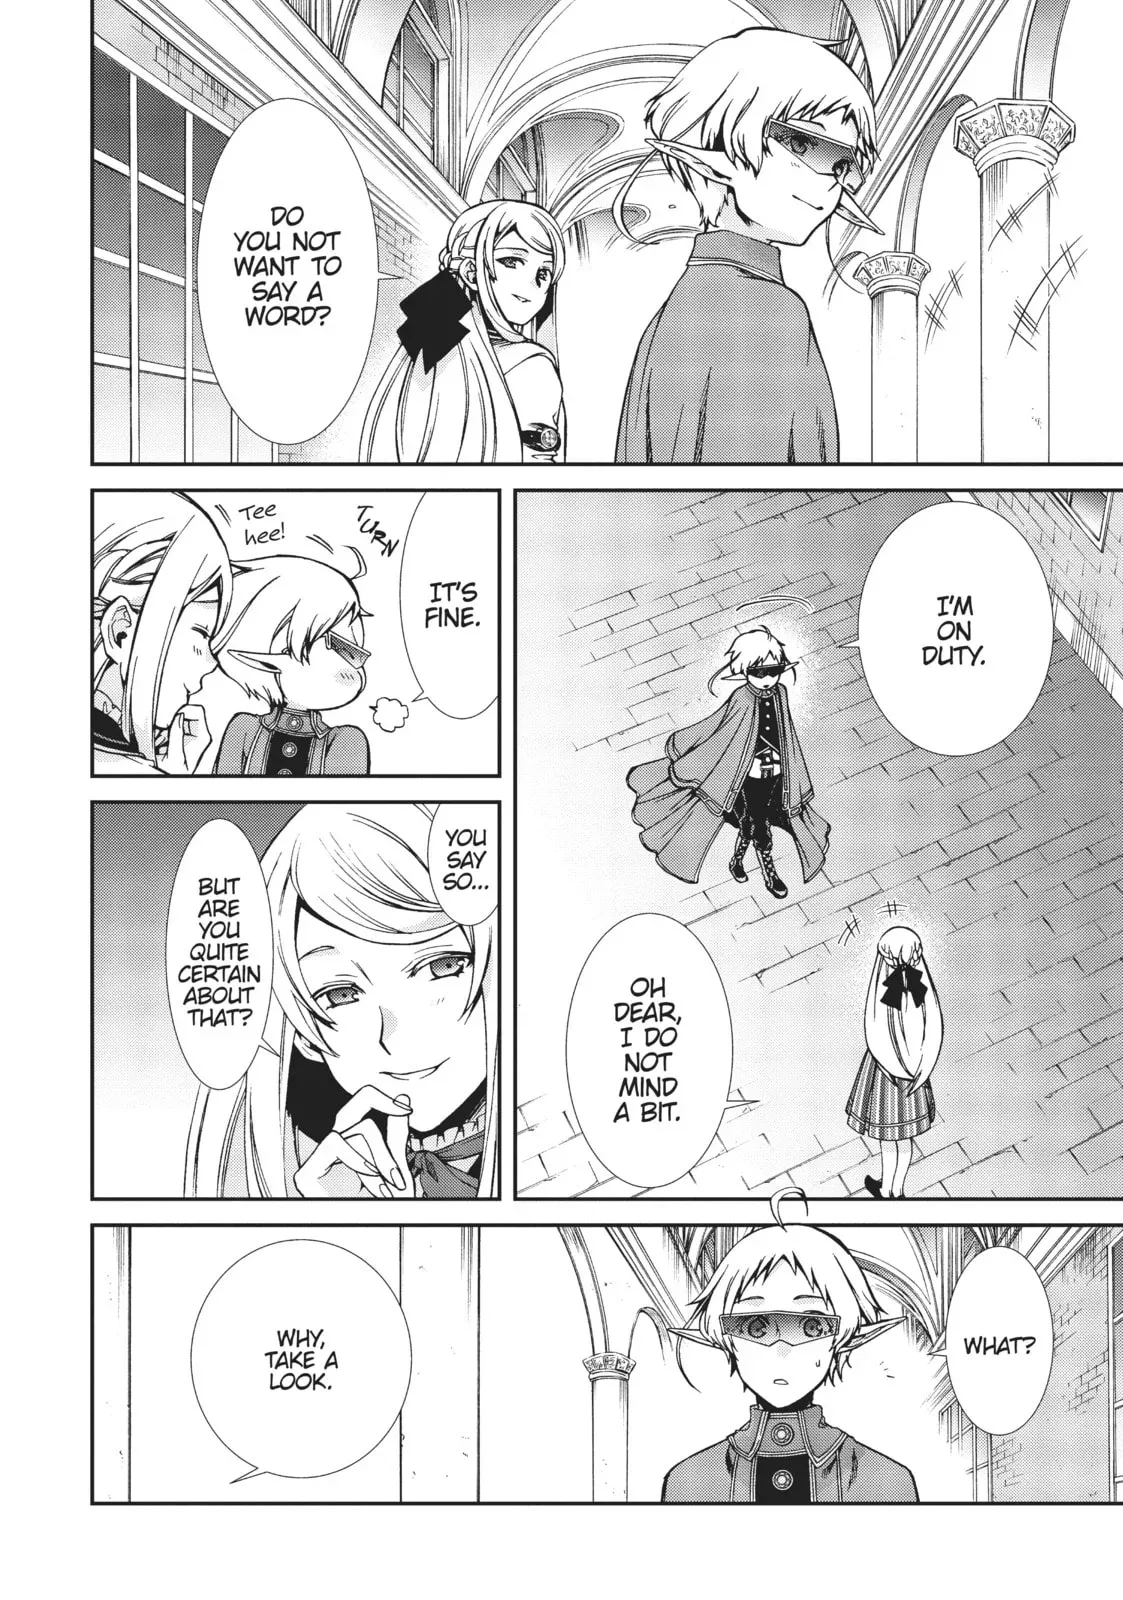 DO
YOU NOT
WANT TO
SAY A
WORD?
I'M
ON
DUTY.
OH
DEAR,
I DO
NOT
MIND
A BIT.
IT'S
FINE.
TURN
Tee
hee!
YOU
SAY
SO...
BUT
ARE
YOU
QUITE
CERTAIN
ABOUT
THAT?
WHAT?
WHY,
TAKE A
LOOK.